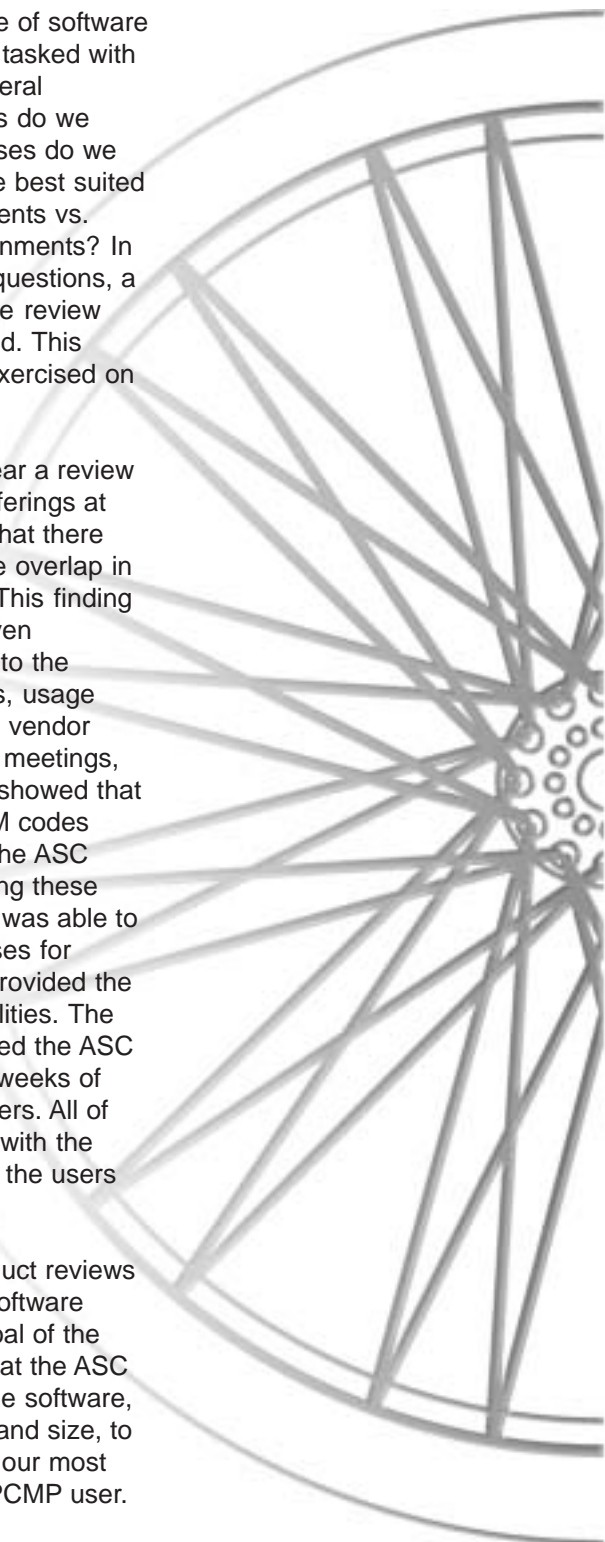 e of software
tasked with
eral
s do we
ses do we
e best suited
ents vs.
nments? In
questions, a
e review
d. This
xercised on
ear a review
ferings at
hat there
e overlap in
This finding
ven
to the
s, usage
vendor
meetings,
showed that
M codes
he ASC
ng these
was able to
ses for
rovided the
lities. The
ed the ASC
weeks of
ers. All of
with the
the users
uct reviews
oftware
oal of the
at the ASC
e software,
and size, to
our most
PCMP user.